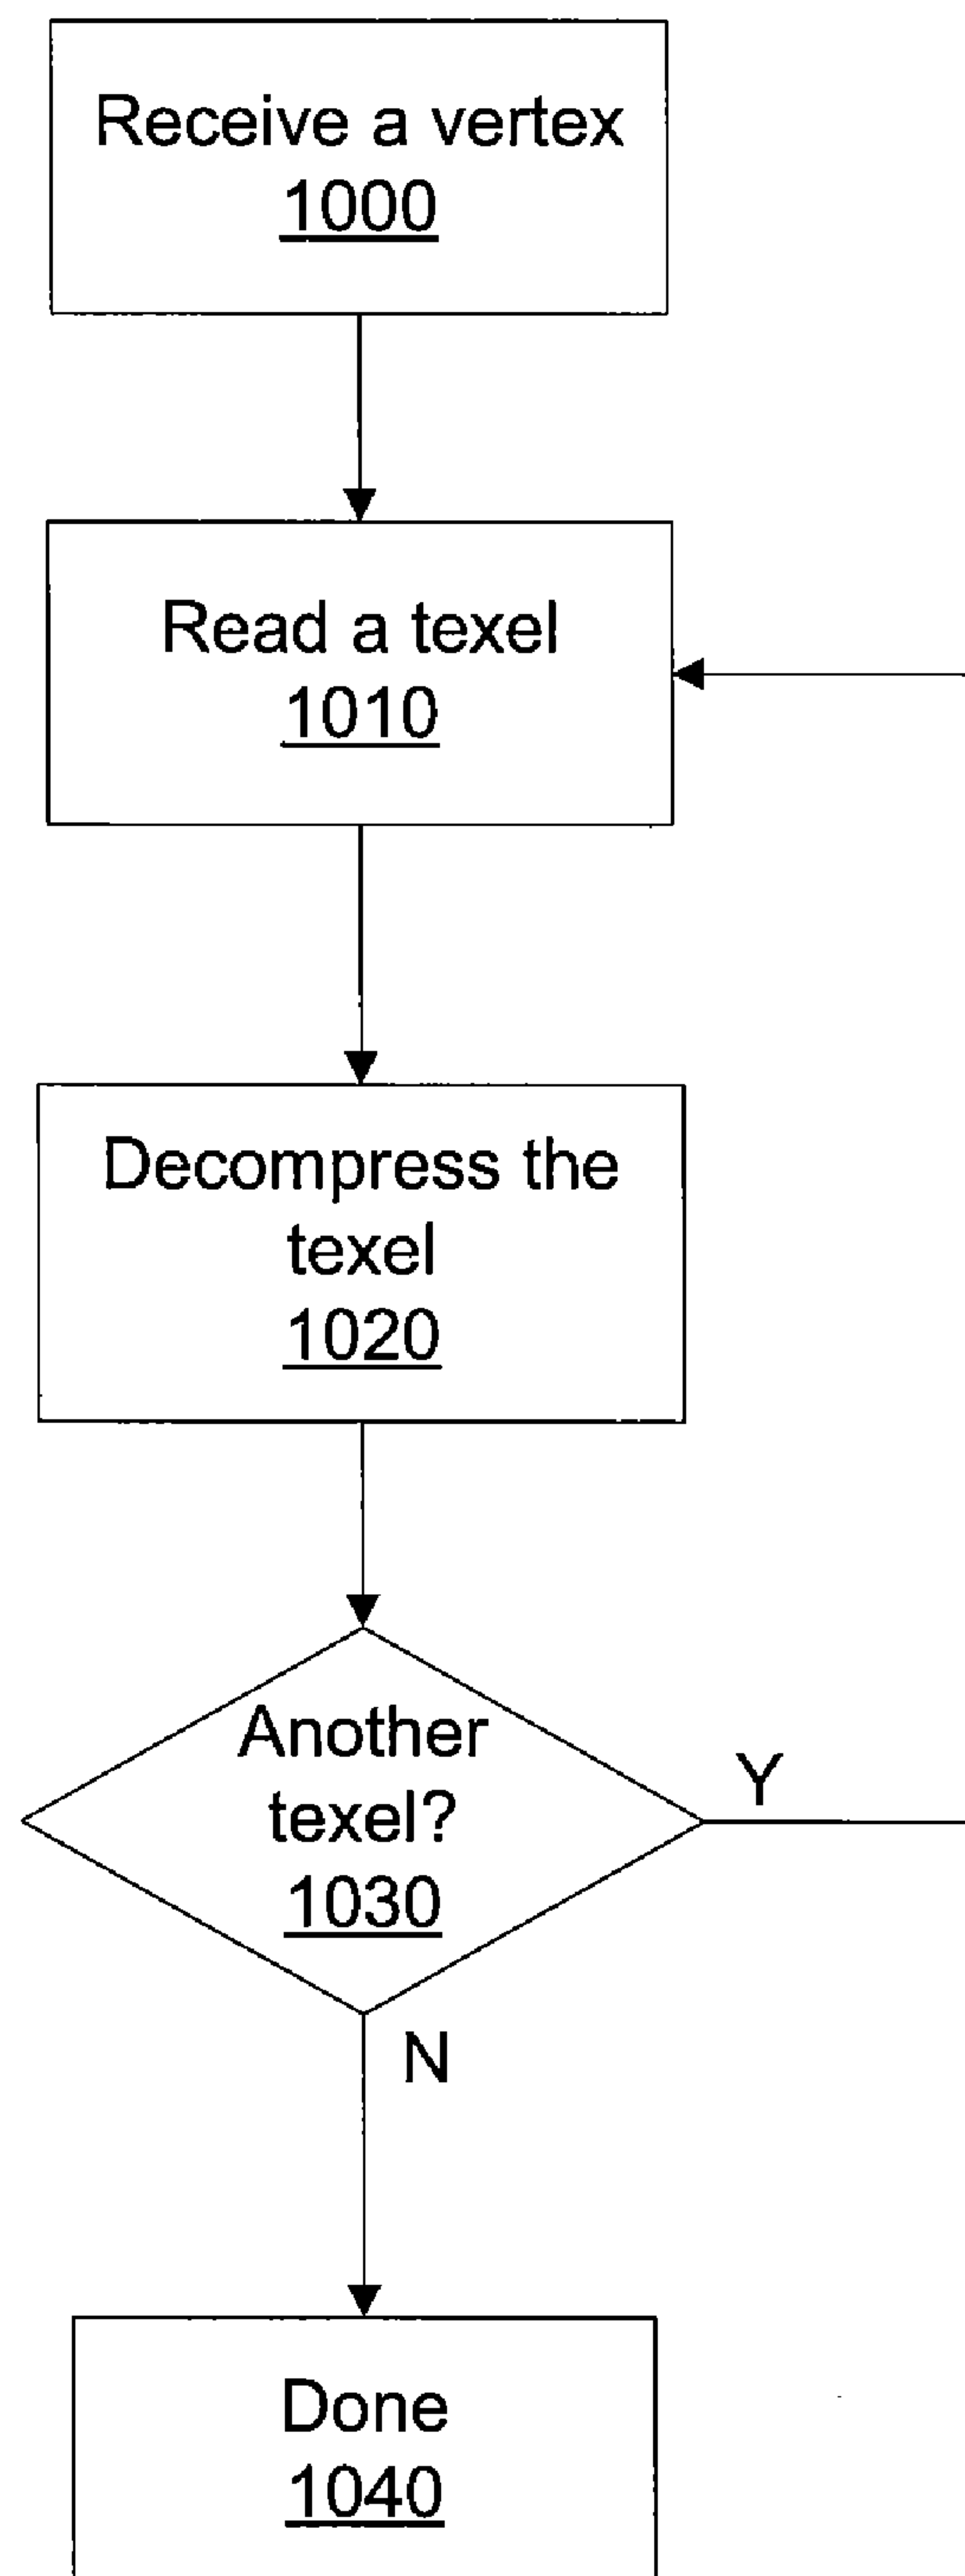 Receive a vertex
1000
Read a texel
1010
Decompress the
texel
1020
Another
texel?
1030
Y
N
Done
1040